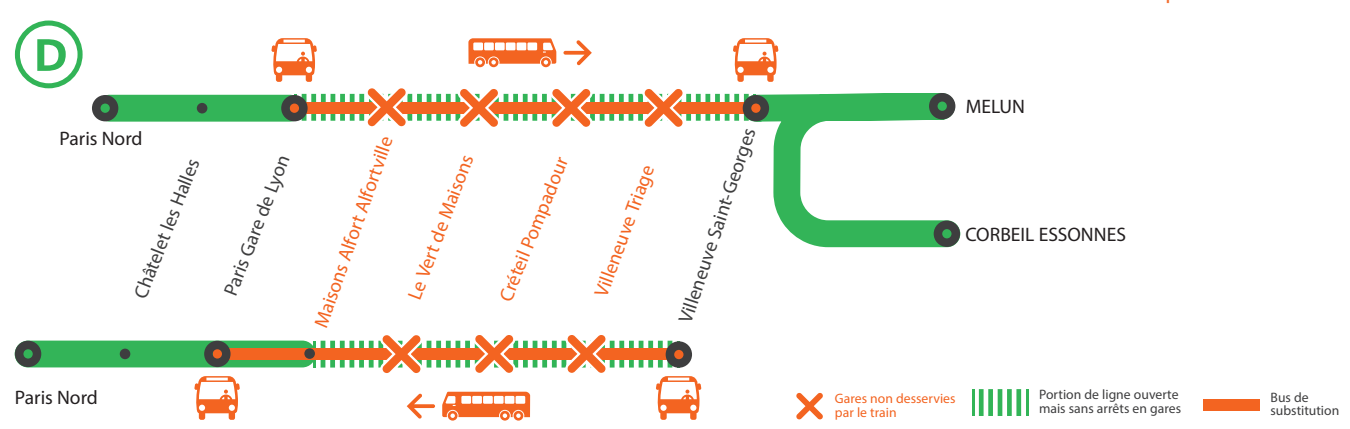 D
Paris Nord
Châtelet les Halles
Paris Gare de Lyon
Maisons Alfort Alfortville
Le Vert de Maisons
Créteil Pompadour
Villeneuve Triage
Villeneuve Saint-Georges
MELUN
CORBEIL ESSONNES
Paris Nord
Gares non desservies
par le train
Portion de ligne ouverte
mais sans arrêts en gares
Bus de
substitution